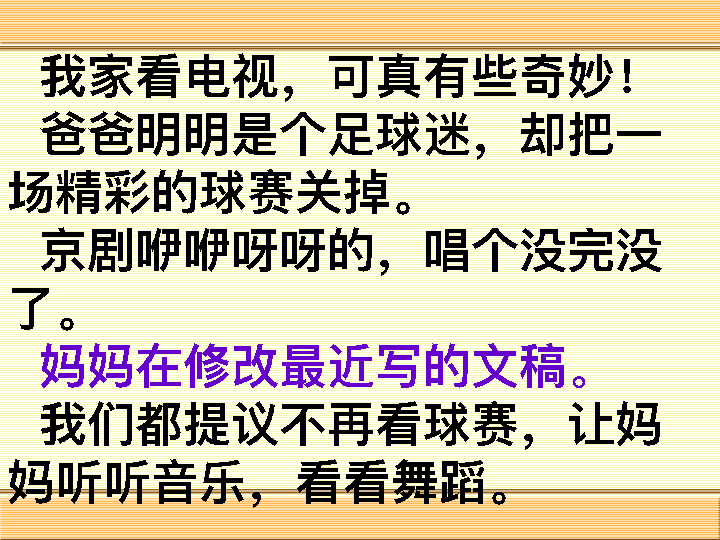 我家看电视，可真有些奇妙！
爸爸明明是个足球迷，却把一
场精彩的球赛关掉。
京剧咿咿呀呀的，唱个没完没
了。
妈妈在修改最近写的文稿。
我们都提议不再看球赛，让妈
妈听听音乐，看看舞蹈。